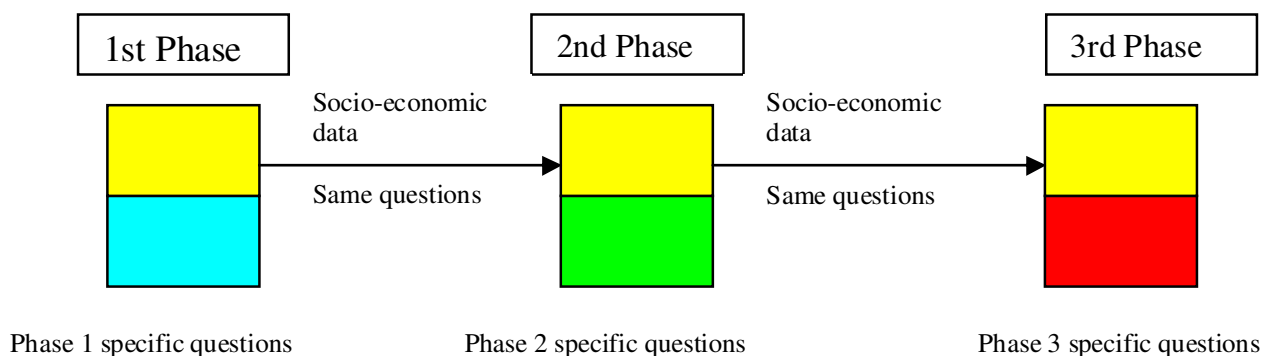 1st Phase
2nd Phase
3rd Phase
Socio-economic
data
Same questions
Socio-economic
data
Same questions
Phase 1 specific questions
Phase 2 specific questions
Phase 3 specific questions